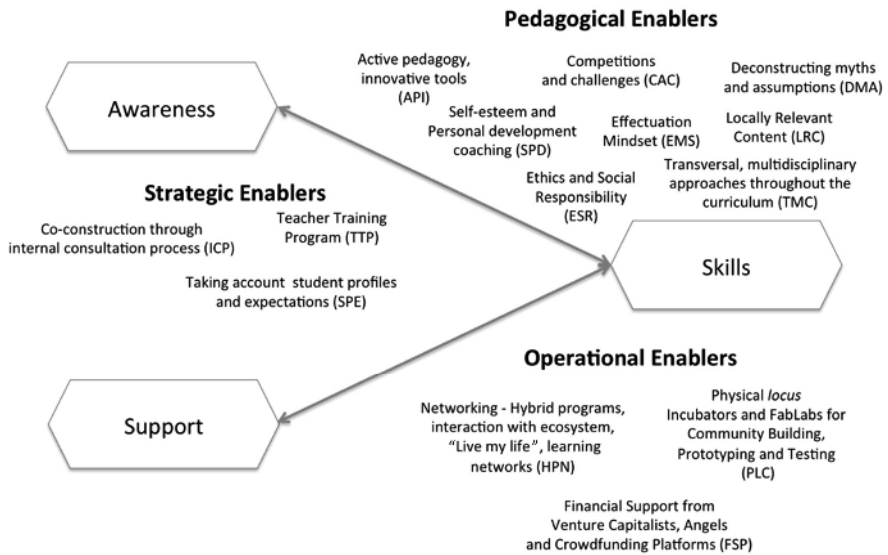 Pedagogical Enablers
Active pedagogy,
innovative tools
(API)
Competitions
and challenges (CAC)
Deconstructing myths
and assumptions (DMA)
Awareness
Self-esteem and
Personal development
coaching (SPD)
Effectuation
Mindset (EMS)
Locally Relevant
Content (LRC)
Ethics and Social
Responsibility
(ESR)
Transversal, multidisciplinary
approaches throughout the
curriculum (TMC)
Strategic Enablers
Co-construction through
internal consultation process (ICP)
Teacher Training
Program (TTP)
Taking account  student profiles
and expectations (SPE)
Skills
Operational Enablers
Support
Networking - Hybrid programs,
interaction with ecosystem,
“Live my life”, learning
networks (HPN)
Physical locus
Incubators and FabLabs for
Community Building,
Prototyping and Testing
(PLC)
Financial Support from
Venture Capitalists, Angels
and Crowdfunding Platforms (FSP)